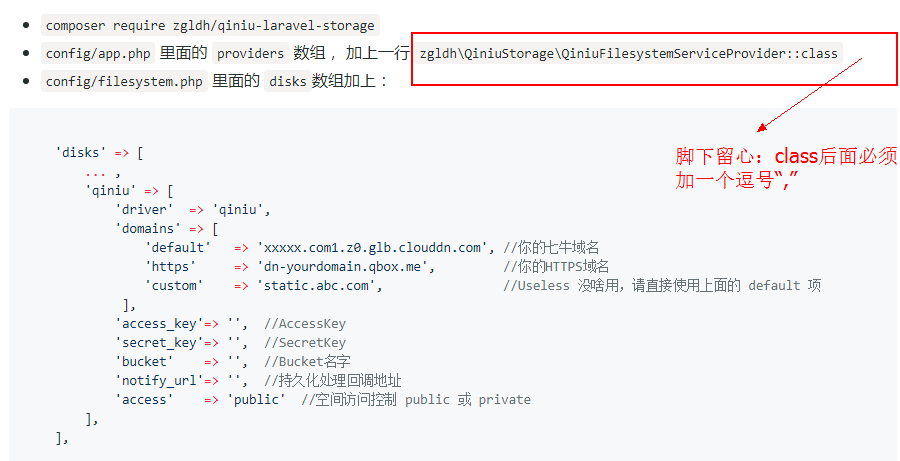 composer require zgldh/qiniu-laravel-storage
config/app.php 里面的 providers 数组，加上一行 zgldh\QiniuStorage\QiniuFilesystemServiceProvider::class
config/filesystem.php 里面的 disks 数组加上：
脚下留心：class后面必须
加一个逗号“,”
'disks' => [
... ,
'qiniu' => [
'driver' => 'qiniu',
'domains' => [
'default' => 'xxxxx.com1.z0.glb.clouddn.com', //你的七牛域名
'https' => 'dn-yourdomain.qbox.me', //你的HTTPS域名
'custom' => 'static.abc.com', //Useless 没啥用，请直接使用上面的 default 项
],
'access_key'=> '', //AccessKey
'secret_key'=> '', //SecretKey
'bucket' => '', //Bucket名字
'notify_url'=> '', //持久化处理回调地址
'access' => 'public' //空间访问控制 public 或 private
],
],